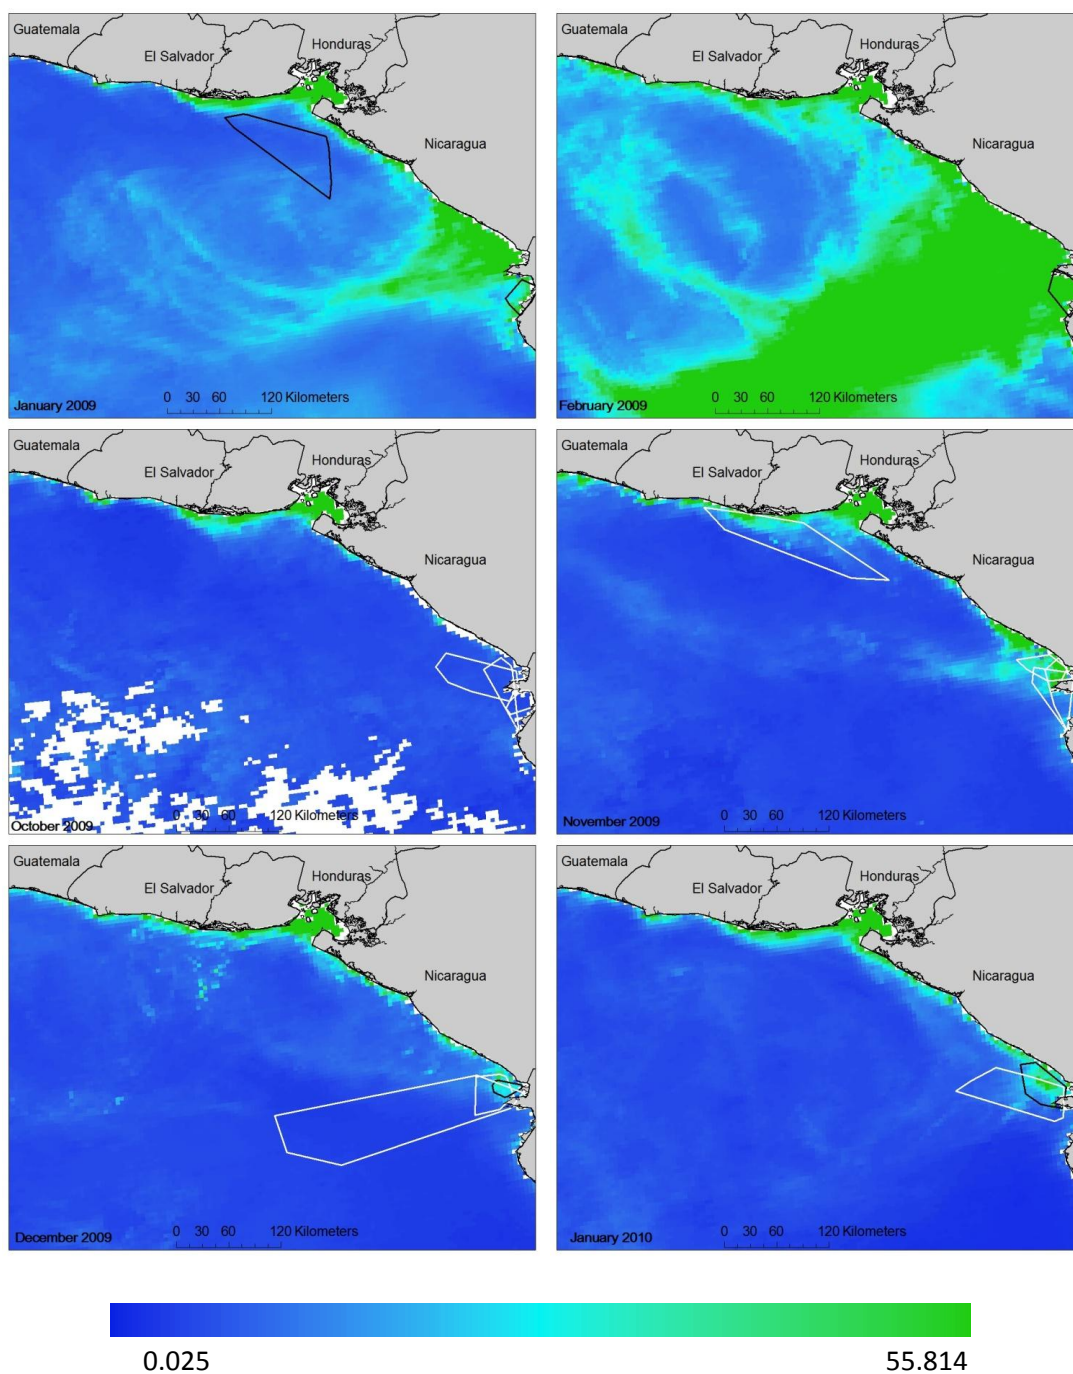 Guatemala
El Salvador
Honduras
Nicaragua
0 30 60 120 Kilometers
January 2009
Guatemala
El Salvador
Honduras
Nicaragua
0 30 60 120 Kilometers
February 2009
Guatemala
El Salvador
Honduras
Nicaragua
0 30 60 120 Kilometers
October 2009
Guatemala
El Salvador
Honduras
Nicaragua
0 30 60 120 Kilometers
November 2009
Guatemala
El Salvador
Honduras
Nicaragua
0 30 60 120 Kilometers
December 2009
Guatemala
El Salvador
Honduras
Nicaragua
0 30 60 120 Kilometers
January 2010
0.025 55.814